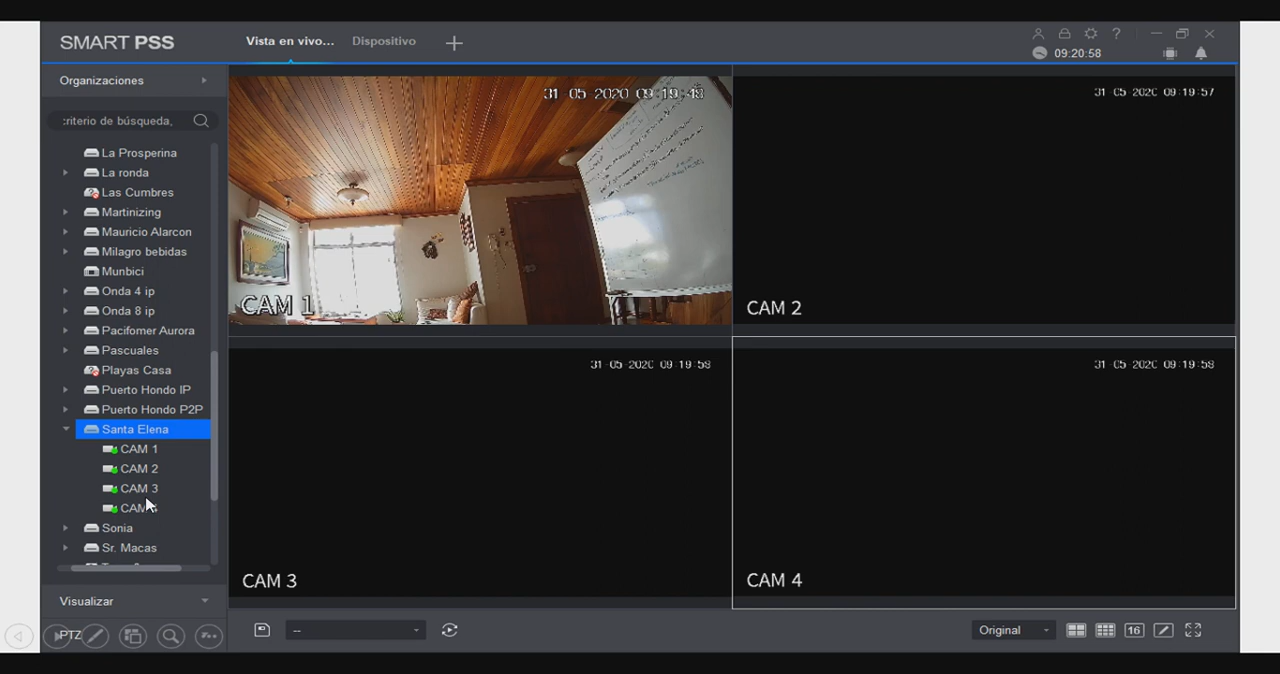 SMART PSS
Vista en vivo...
Dispositivo
09:20:58
Organizaciones
:riterio de búsqueda,
La Prosperina
La ronda
Las Cumbres
Martinizing
Mauricio Alarcon
Milagro bebidas
Munbici
Onda 4 ip
Onda 8 ip
Pacifomer Aurora
Pascuales
Playas Casa
Puerto Hondo IP
Puerto Hondo P2P
Santa Elena
CAM 1
CAM 2
CAM 3
CAM
Sonia
Sr. Macas
Visualizar
PTZ
31-05-2020 09:19:48
CAM 1
31-05-2020 09:19:57
CAM 2
31-05-2020 09:19:58
CAM 3
31-05-2020 09:19:58
CAM 4
--
Original
16